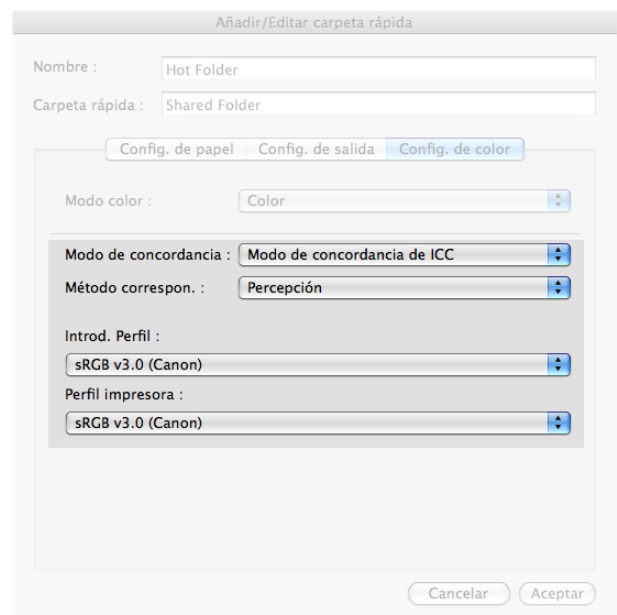 Añadir/Editar carpeta rápida
Nombre : Hot Folder
Carpeta rápida : Shared Folder
Config. de papel Config. de salida Config. de color
Modo color : Color
Modo de concordancia : Modo de concordancia de ICC
Método correspon. : Percepción
Introd. Perfil :
sRGB v3.0 (Canon)
Perfil impresora :
sRGB v3.0 (Canon)
Cancelar Aceptar